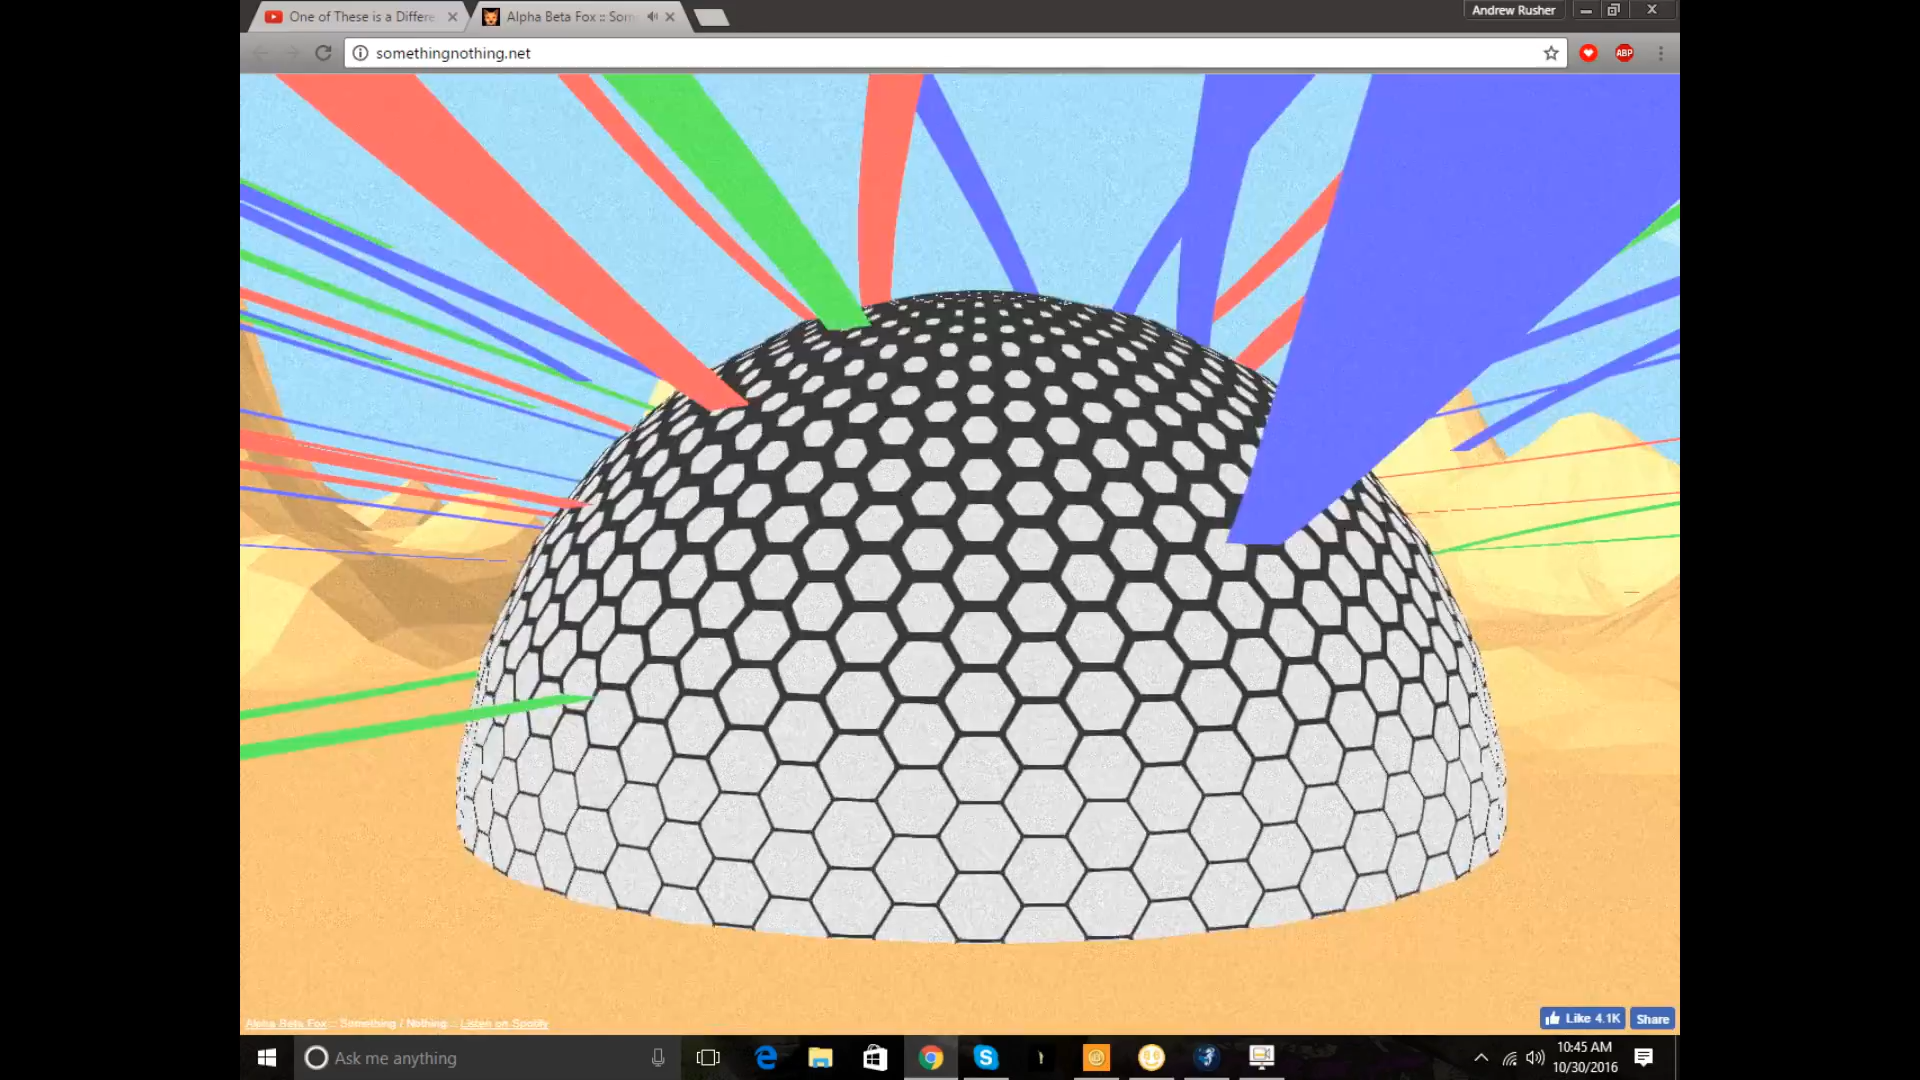 One of These is a Differe
Alpha Beta Fox :: Som
Andrew Rusher
somethingnothing.net
ABP
Alpha Beta Fox :: Something / Nothing :: Listen on Spotify
Like 4.1K
Share
Ask me anything
10:45 AM
10/30/2016